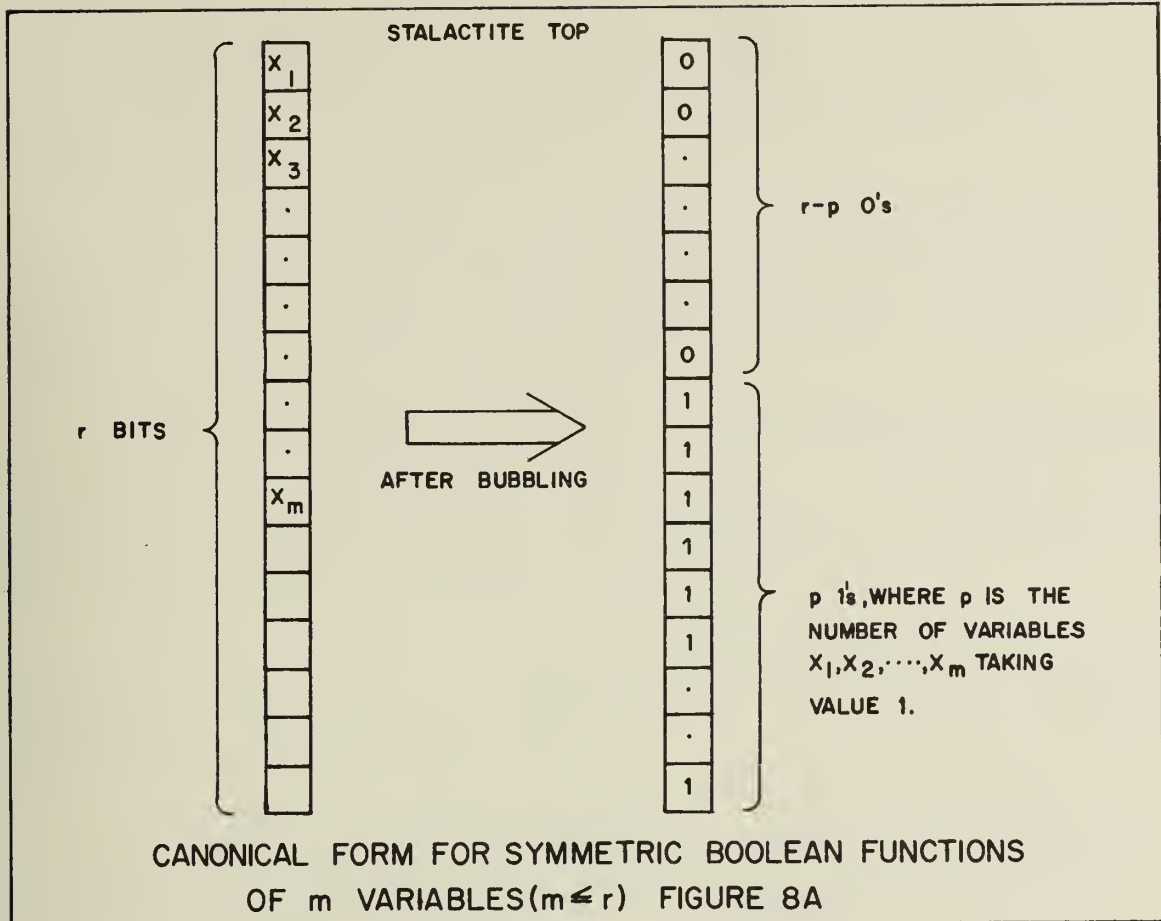 STALACTITE TOP
X1
X2
X3
·
·
·
·
·
·
Xm
r BITS
AFTER BUBBLING
0
0
·
·
·
·
0
1
1
1
1
1
1
·
·
1
r-p 0's
p 1's, WHERE p IS THE
NUMBER OF VARIABLES
X1,X2,····,Xm TAKING
VALUE 1.
CANONICAL FORM FOR SYMMETRIC BOOLEAN FUNCTIONS
OF m VARIABLES(m≤r) FIGURE 8A